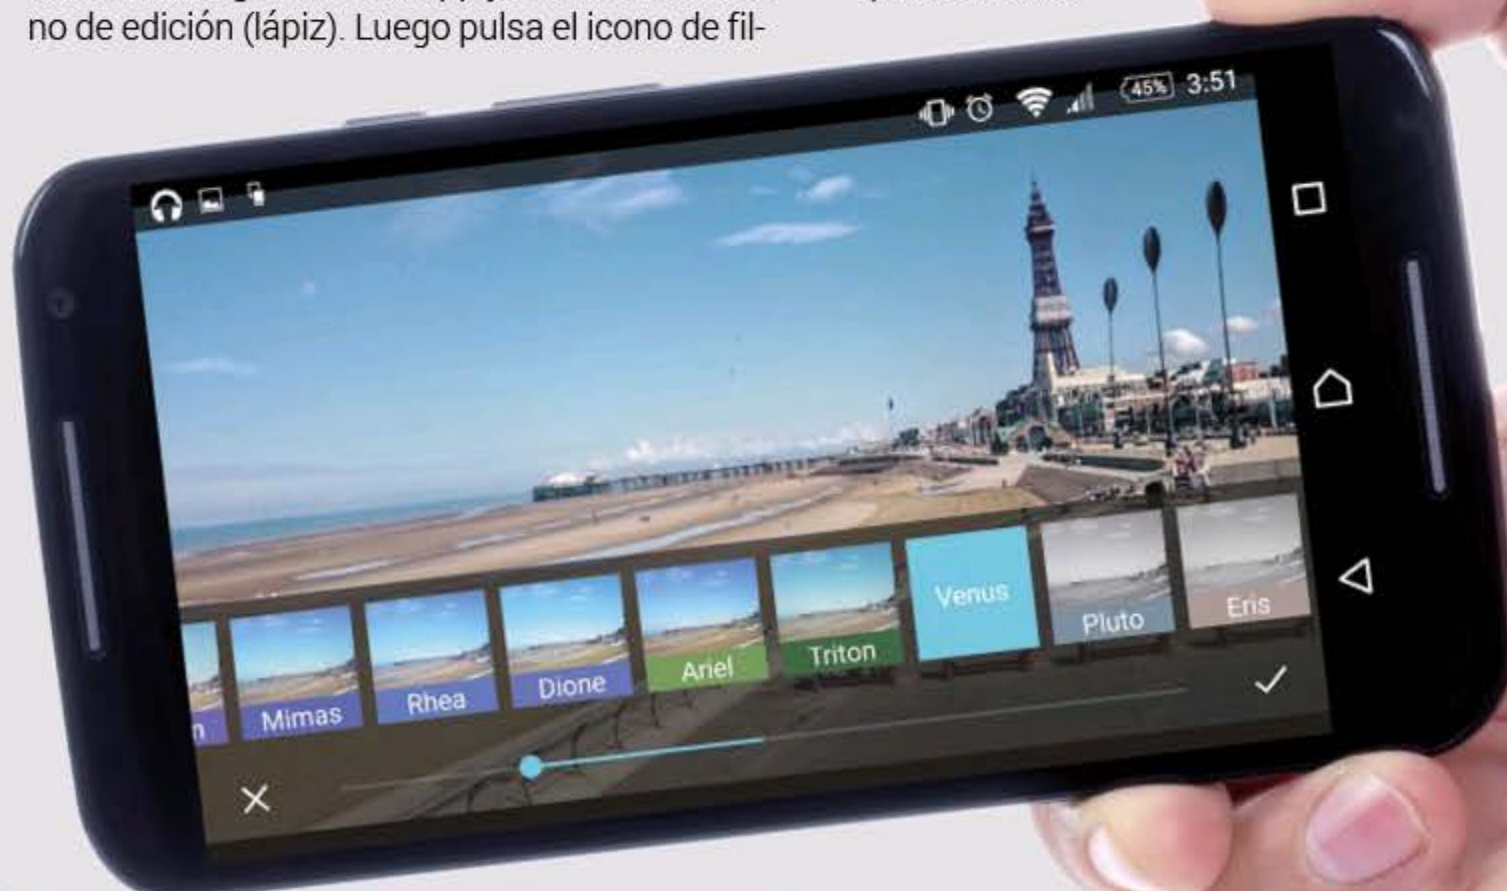 no de edición (lápiz). Luego pulsa el icono de fil-
45% 3:51
Mimas
Rhea
Dione
Ariel
Triton
Venus
Pluto
Eris